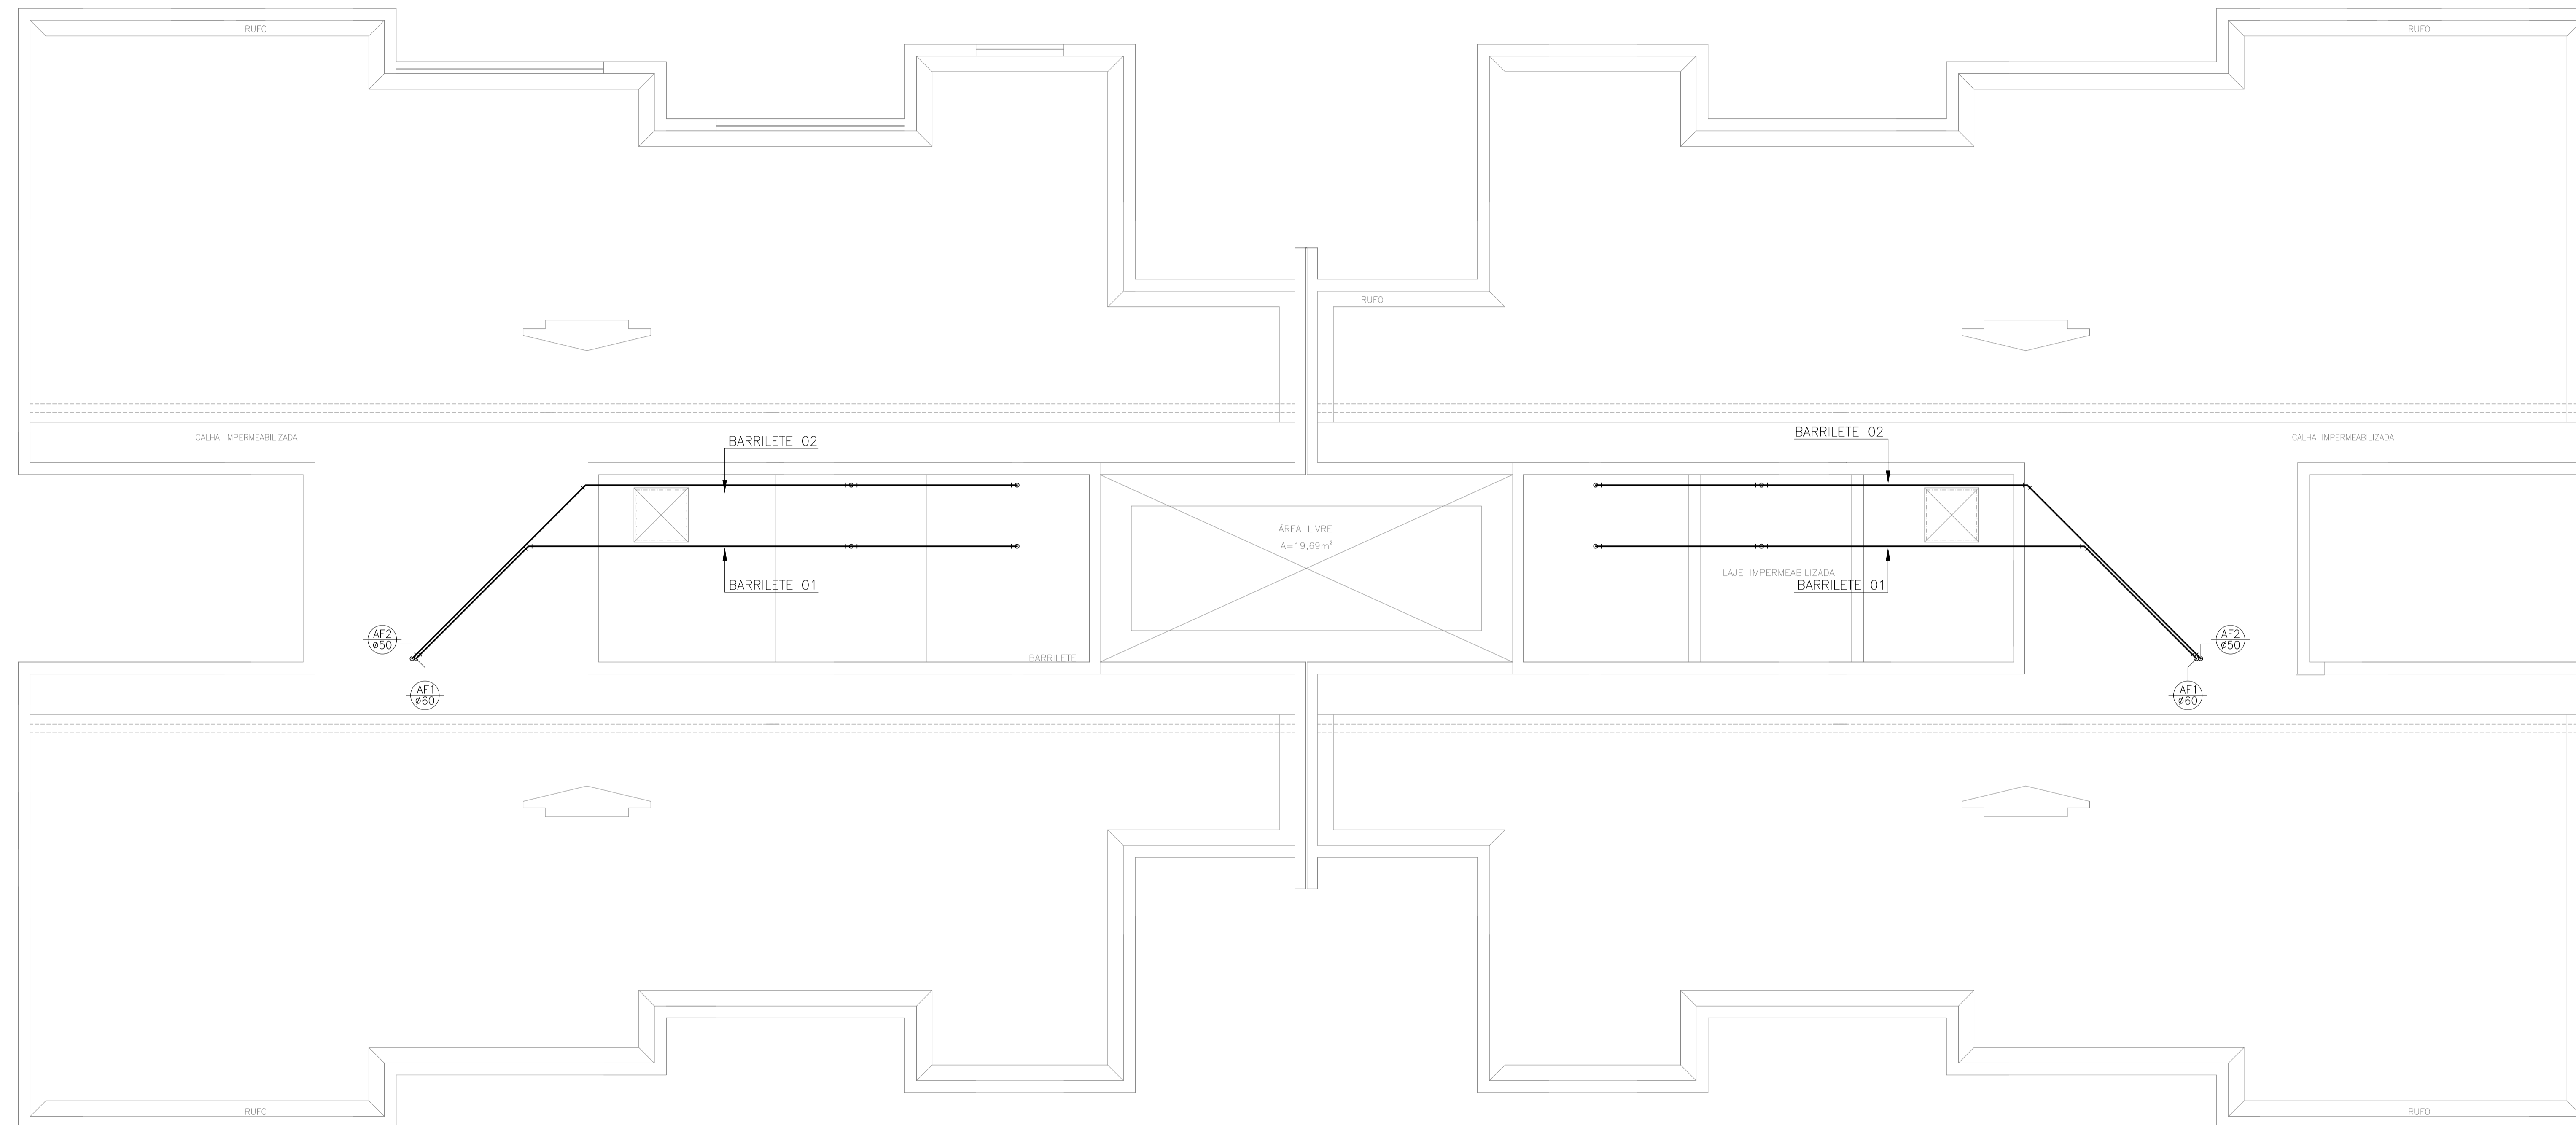 RUFO
RUFO
RUFO
CALHA IMPERMEABILIZADA
BARRILETE 02
BARRILETE 02
CALHA IMPERMEABILIZADA
ÁREA LIVRE
A=19,69m²
BARRILETE 01
LAJE IMPERMEABILIZADA
BARRILETE 01
AF2
ø50
AF2
ø50
BARRILETE
AF1
ø60
AF1
ø60
RUFO
RUFO